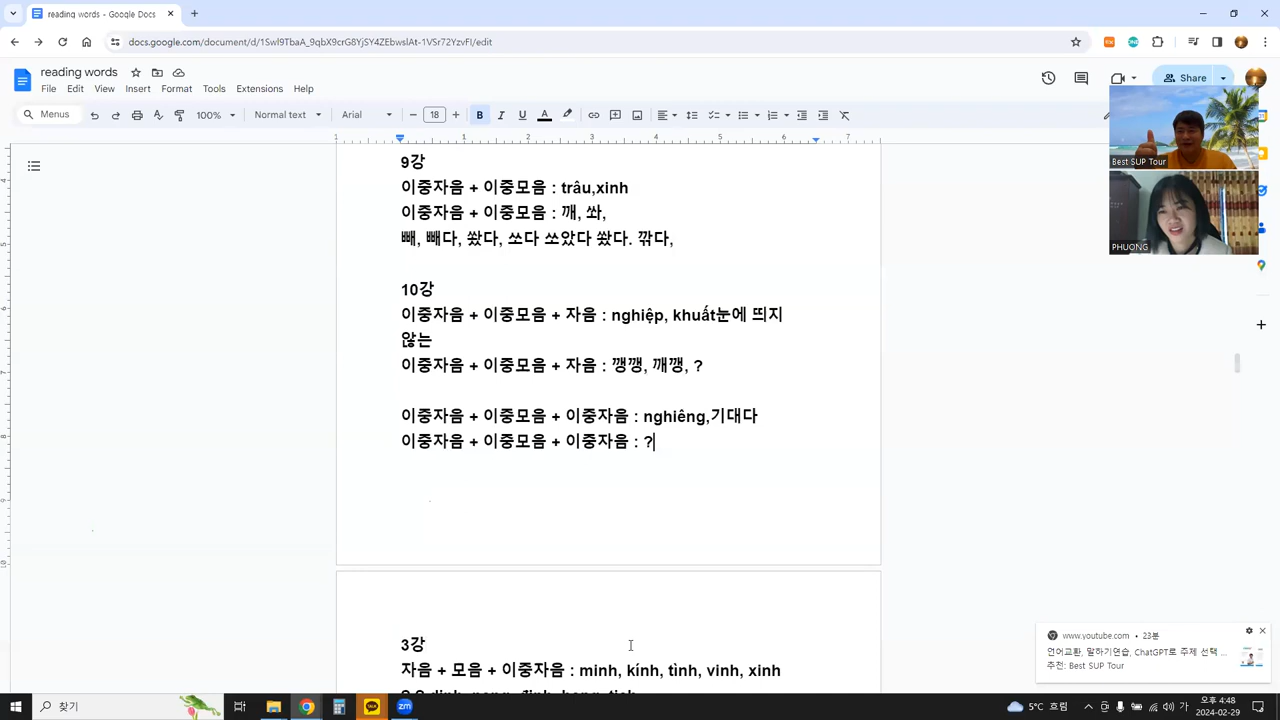 reading words - Google Docs
docs.google.com/document/d/1Swl9TbaA_9qbX9crG8YjSY4ZEbwslAt-1VSr72YzvFI/edit
reading words
File Edit View Insert Format Tools Extensions Help
Share
Menus 100% Normal text Arial 18 B I U A
1 1 2 3 4 5 6 7
9강
이중자음 + 이중모음 : trâu,xinh
이중자음 + 이중모음 : 깨, 쏴,
빼, 빼다, 쐈다, 쏘다 쏘았다 쐈다. 깎다,
10강
이중자음 + 이중모음 + 자음 : nghiệp, khuất눈에 띄지
않는
이중자음 + 이중모음 + 자음 : 깽깽, 깨깽, ?
이중자음 + 이중모음 + 이중자음 : nghiêng,기대다
이중자음 + 이중모음 + 이중자음 : ?
3강
자음 + 모음 + 이중자음 : minh, kính, tình, vinh, xinh
Best SUP Tour
PHUONG
www.youtube.com • 23분
언어교환, 말하기연습, ChatGPT로 주제 선택 ...
추천: Best SUP Tour
찾기
5°C 흐림
가
오후 4:48
2024-02-29